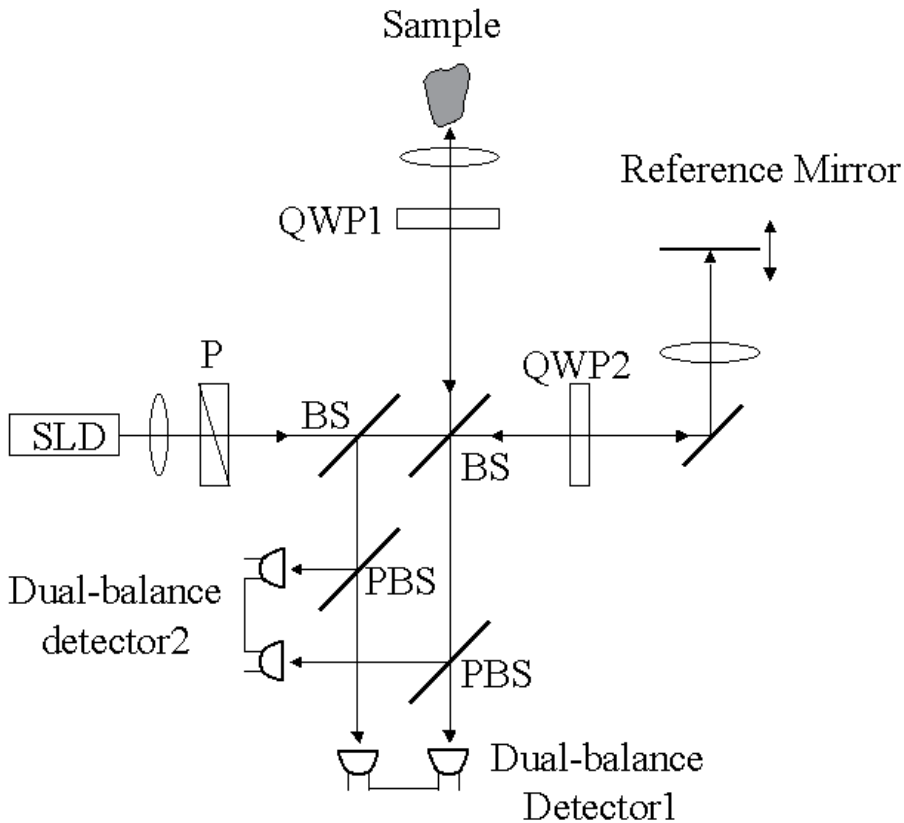 Sample
Reference Mirror
QWP1
P
QWP2
SLD
BS
BS
PBS
Dual-balance
detector2
PBS
Dual-balance
Detector1